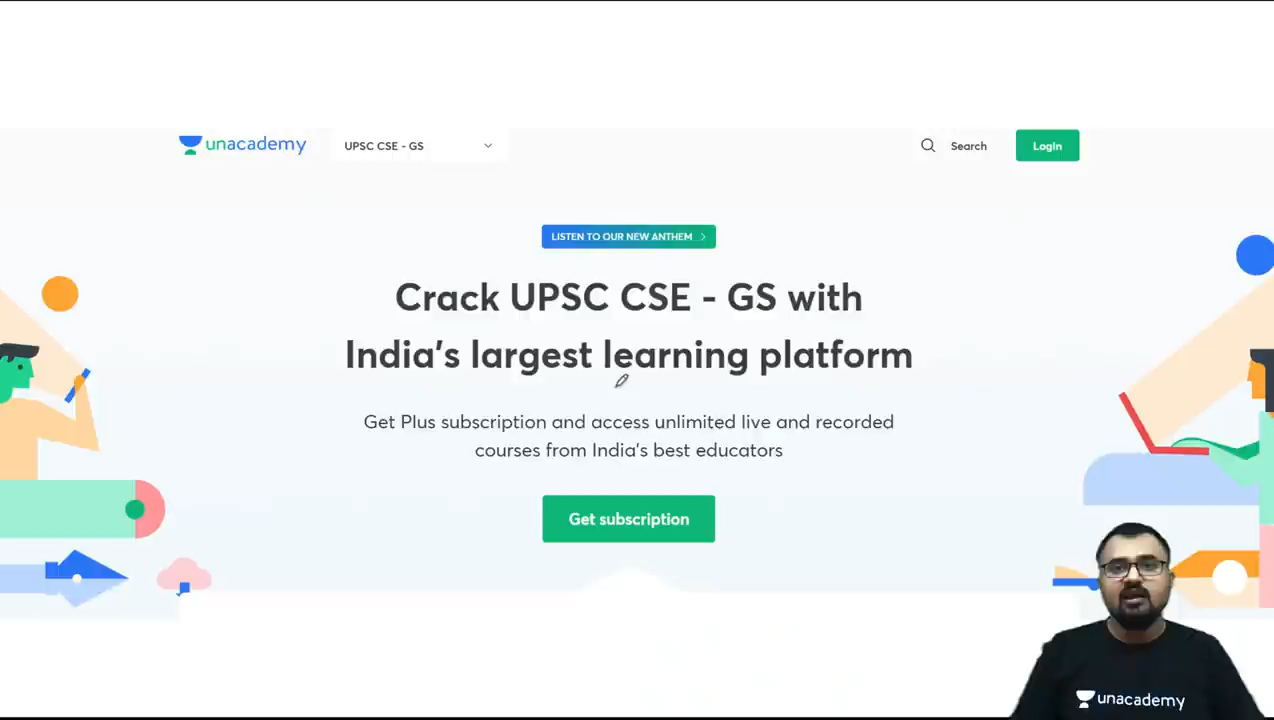 unacademy
UPSC CSE - GS
Search
Login
LISTEN TO OUR NEW ANTHEM
Crack UPSC CSE - GS with
India's largest learning platform
Get Plus subscription and access unlimited live and recorded
courses from India's best educators
Get subscription
unacademy